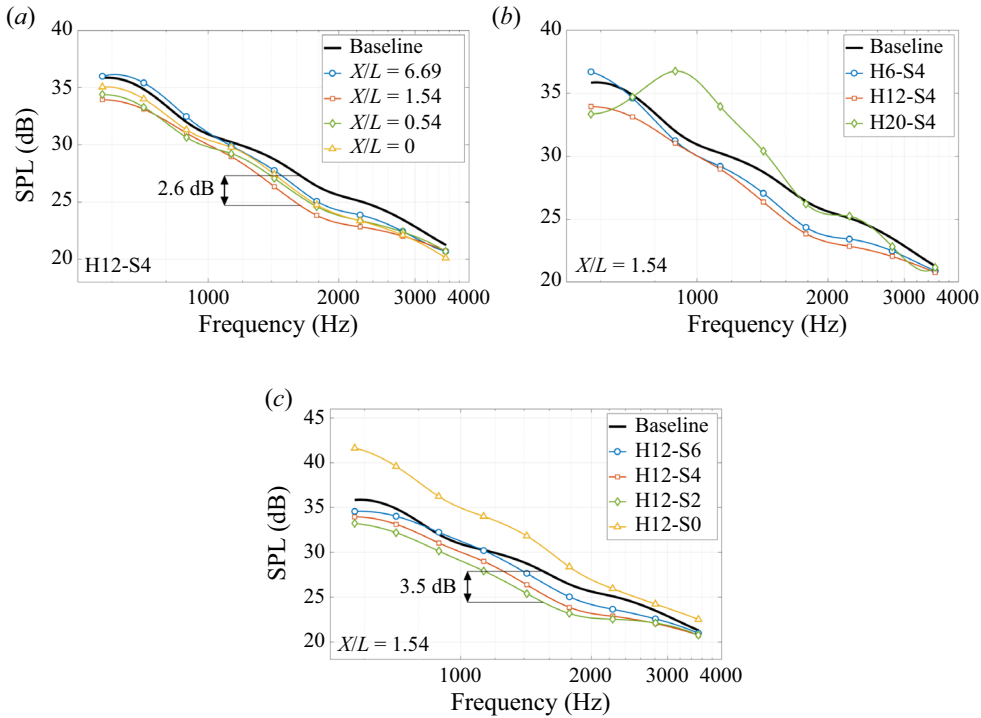 (a)
40
35
30
25
20
SPL (dB)
Baseline
X/L = 6.69
X/L = 1.54
X/L = 0.54
X/L = 0
2.6 dB
H12-S4
1000
2000
3000
4000
Frequency (Hz)
(b)
40
35
30
25
20
Baseline
H6-S4
H12-S4
H20-S4
X/L = 1.54
1000
2000
3000
4000
Frequency (Hz)
(c)
45
40
35
30
25
20
SPL (dB)
Baseline
H12-S6
H12-S4
H12-S2
H12-S0
3.5 dB
X/L = 1.54
1000
2000
3000
4000
Frequency (Hz)